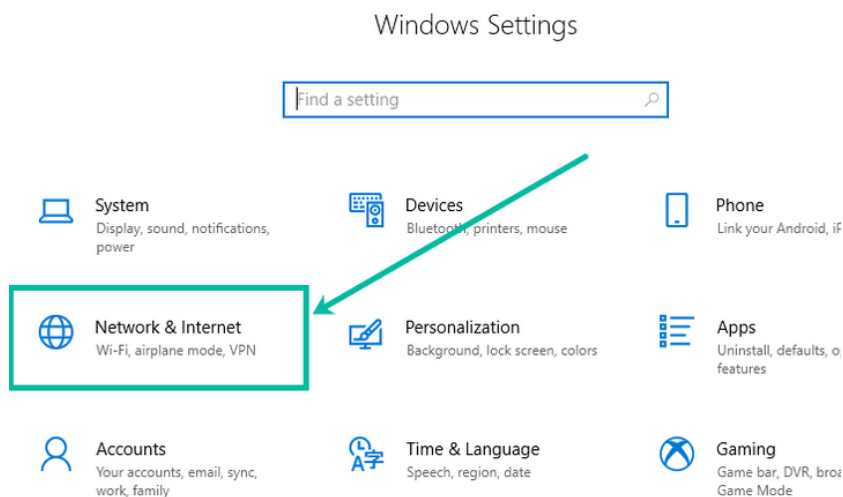 Windows Settings
Find a setting
System
Display, sound, notifications,
power
Devices
Bluetooth, printers, mouse
Phone
Link your Android,
Network & Internet
Wi-Fi, airplane mode, VPN
Personalization
Background, lock screen, colors
Apps
Uninstall, defaults,
features
Accounts
Your accounts, email, sync,
work, family
Time & Language
Speech, region, date
Gaming
Game bar, DVR,
Game Mode